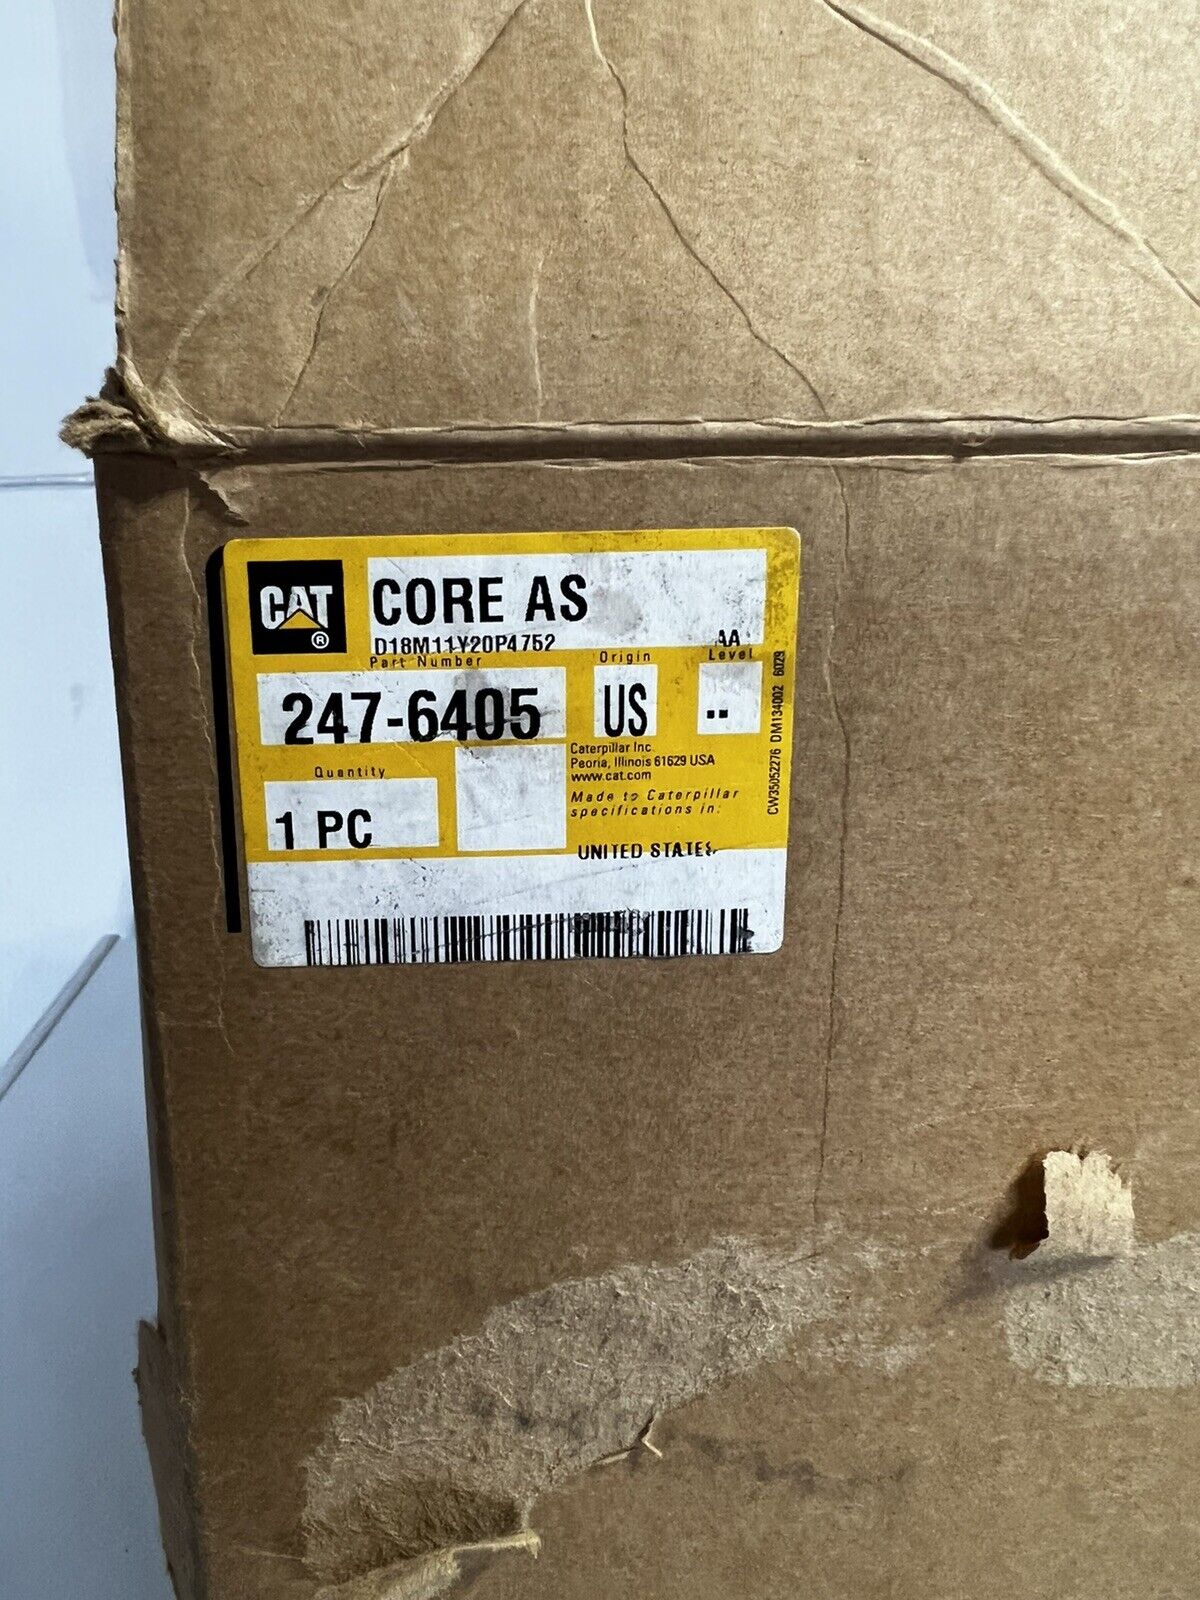 CAT ®
CORE AS
D18M11Y20P4752
Part Number
Origin
AA
Level
247-6405
US
--
Caterpillar Inc.
Peoria, Illinois 61629 USA
www.cat.com
Quantity
1 PC
Made to Caterpillar
specifications in:
UNITED STATES
CW35052276 DM134002 6029